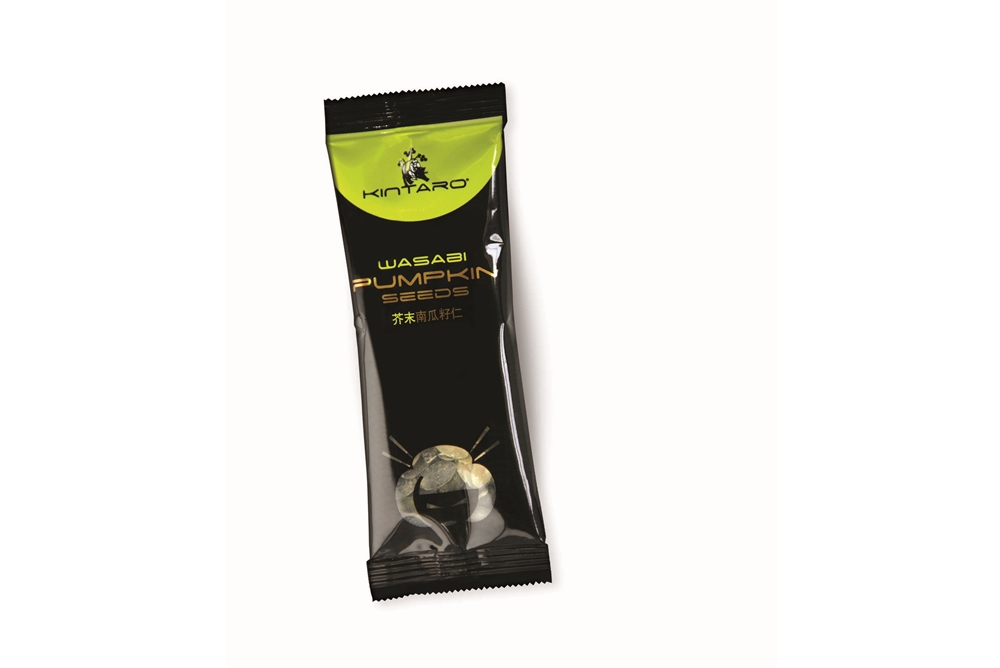 KINTARO®
WASABI
PUMPKIN
SEEDS
芥末南瓜籽仁